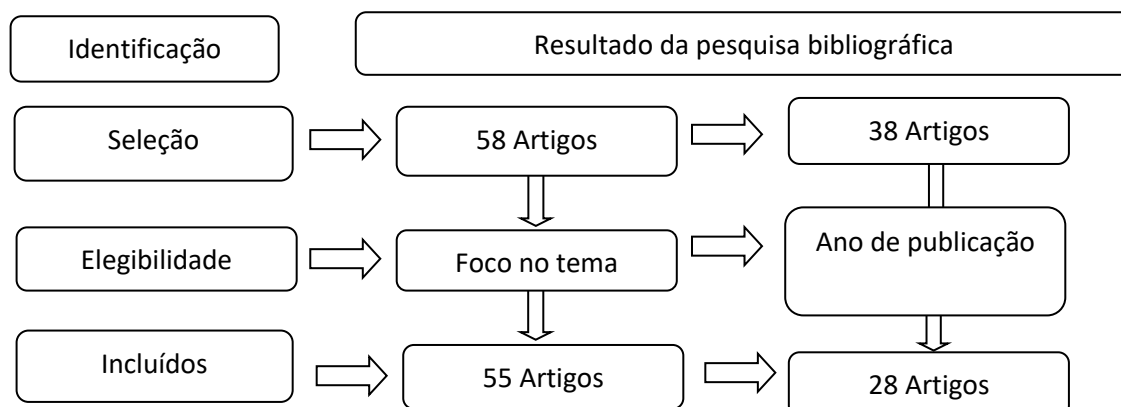 Identificação
Resultado da pesquisa bibliográfica
Seleção
58 Artigos
38 Artigos
Elegibilidade
Foco no tema
Ano de publicação
Incluídos
55 Artigos
28 Artigos